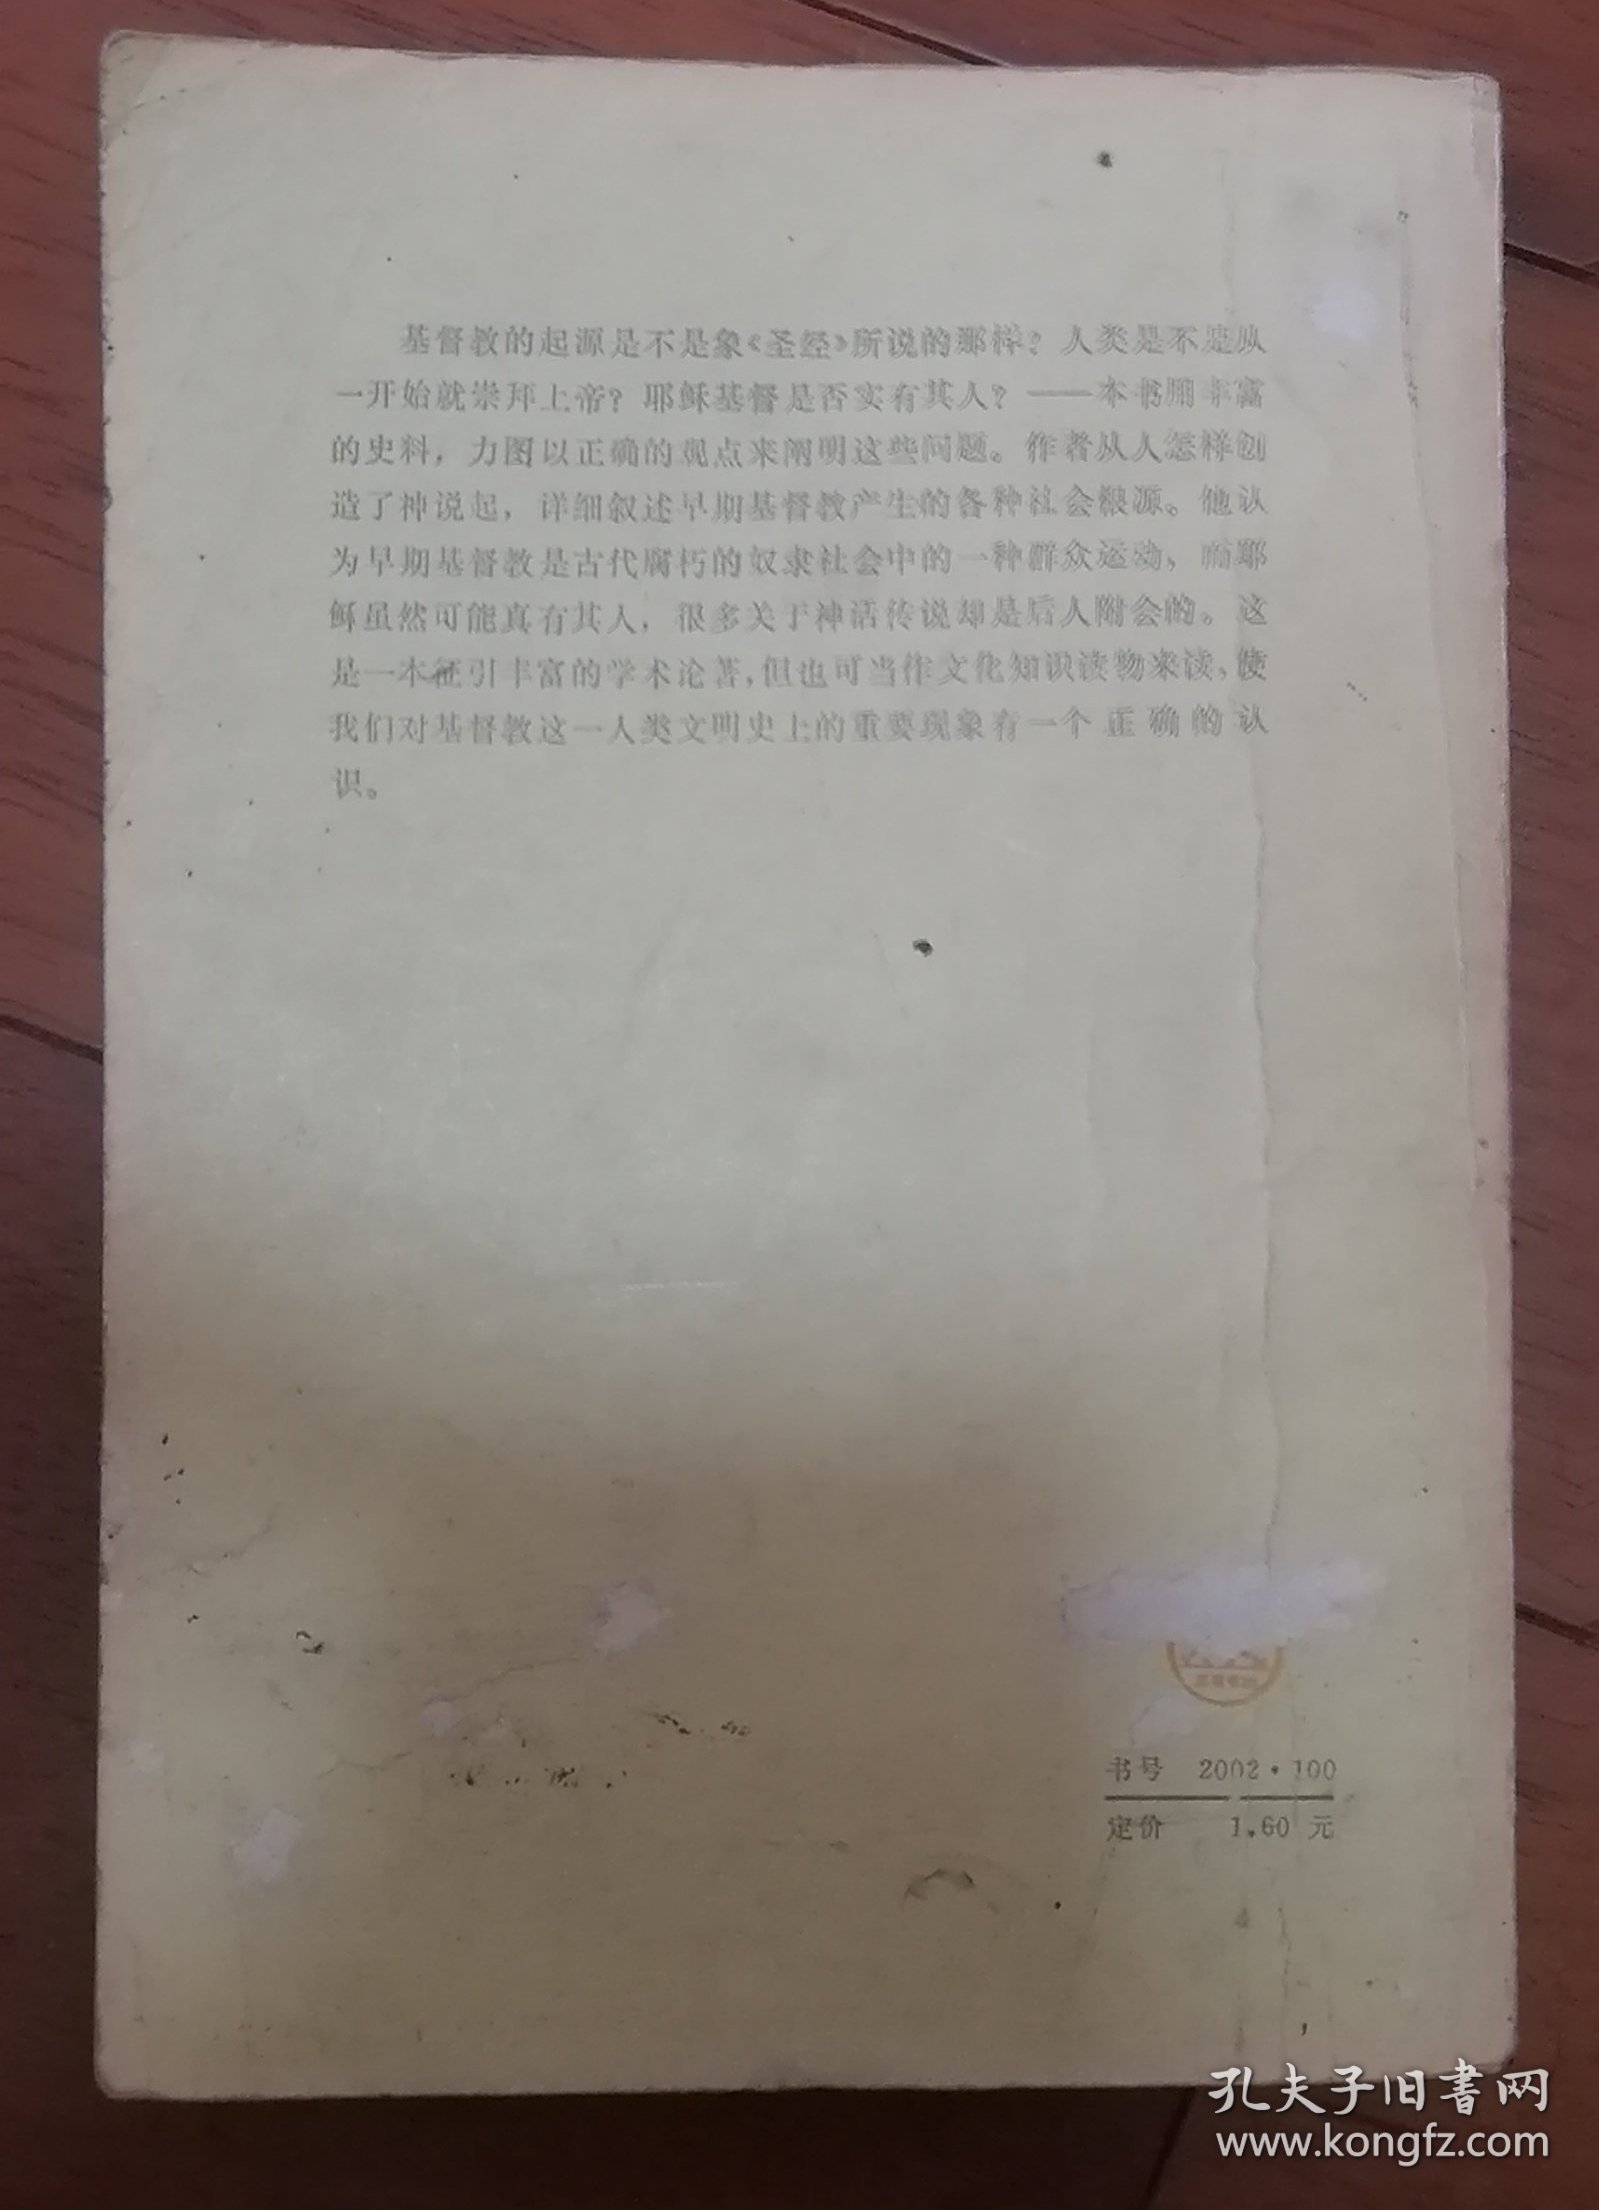 基督教的起源是不是象《圣经》所说的那样？人类是不是从
一开始就崇拜上帝？耶稣基督是否实有其人？——本书用丰富
的史料，力图以正确的观点来阐明这些问题。作者从人怎样创
造了神说起，详细叙述早期基督教产生的各种社会根源。他认
为早期基督教是古代腐朽的奴隶社会中的一种群众运动，而耶
稣虽然可能真有其人，很多关于神话传说却是后人附会的。这
是一本征引丰富的学术论著，但也可当作文化知识读物来读，使
我们对基督教这一人类文明史上的重要现象有一个正确的认
识。
书号 2002·100
定价 1.60 元
孔夫子旧書网
www.kongfz.com